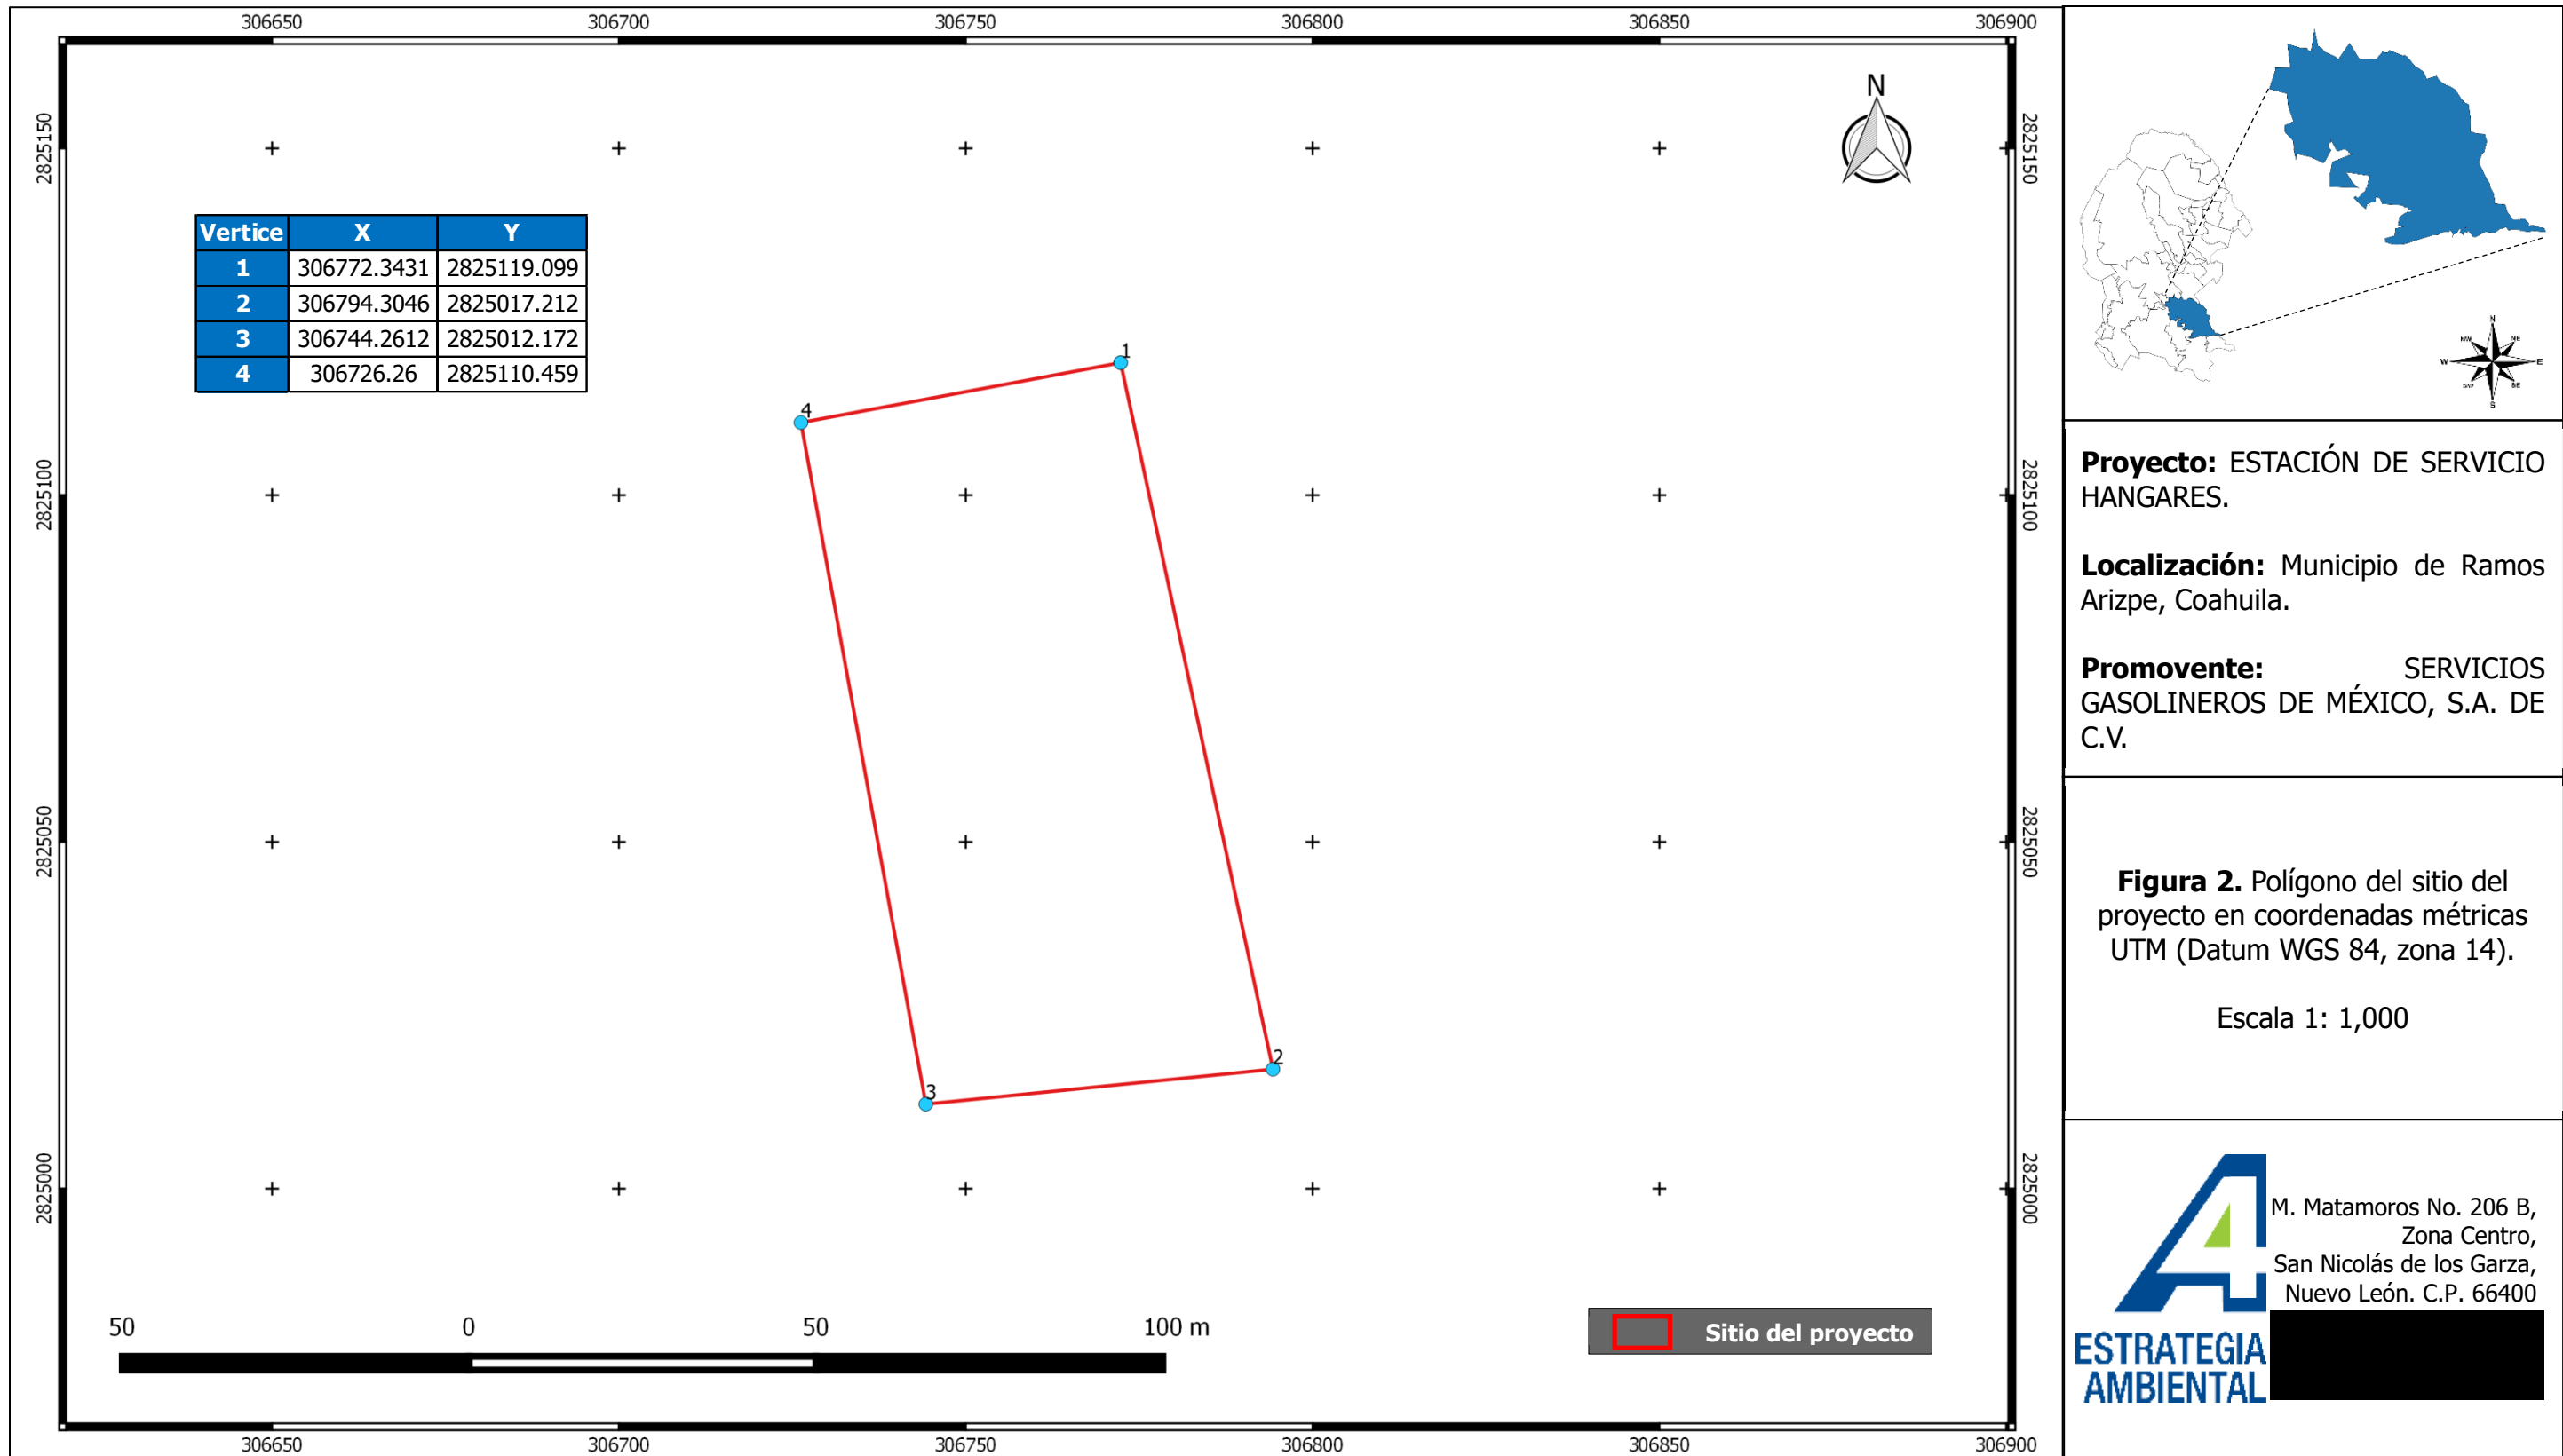 306650 306700 306750 306800 306850 306900
2825150
2825100
2825050
2825000
N
Vertice X Y
1 306772.3431 2825119.099
2 306794.3046 2825017.212
3 306744.2612 2825012.172
4 306726.26 2825110.459
1
4
2
3
50 0 50 100 m
Sitio del proyecto
2825150
2825100
2825050
2825000
306650 306700 306750 306800 306850 306900
N
NW NE
W E
SW SE
S
Proyecto: ESTACIÓN DE SERVICIO
HANGARES.
Localización: Municipio de Ramos
Arizpe, Coahuila.
Promovente: SERVICIOS
GASOLINEROS DE MÉXICO, S.A. DE
C.V.
Figura 2. Polígono del sitio del
proyecto en coordenadas métricas
UTM (Datum WGS 84, zona 14).
Escala 1: 1,000
M. Matamoros No. 206 B,
Zona Centro,
San Nicolás de los Garza,
Nuevo León. C.P. 66400
ESTRATEGIA
AMBIENTAL